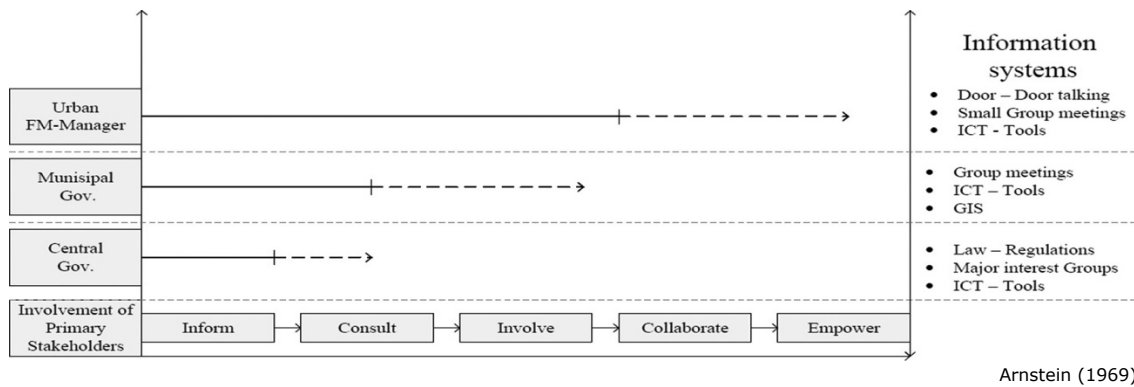 Information
systems
Urban
FM-Manager
• Door – Door talking
• Small Group meetings
• ICT - Tools
Munisipal
Gov.
• Group meetings
• ICT – Tools
• GIS
Central
Gov.
• Law – Regulations
• Major interest Groups
• ICT – Tools
Involvement of
Primary
Stakeholders
Inform
Consult
Involve
Collaborate
Empower
Arnstein (1969)